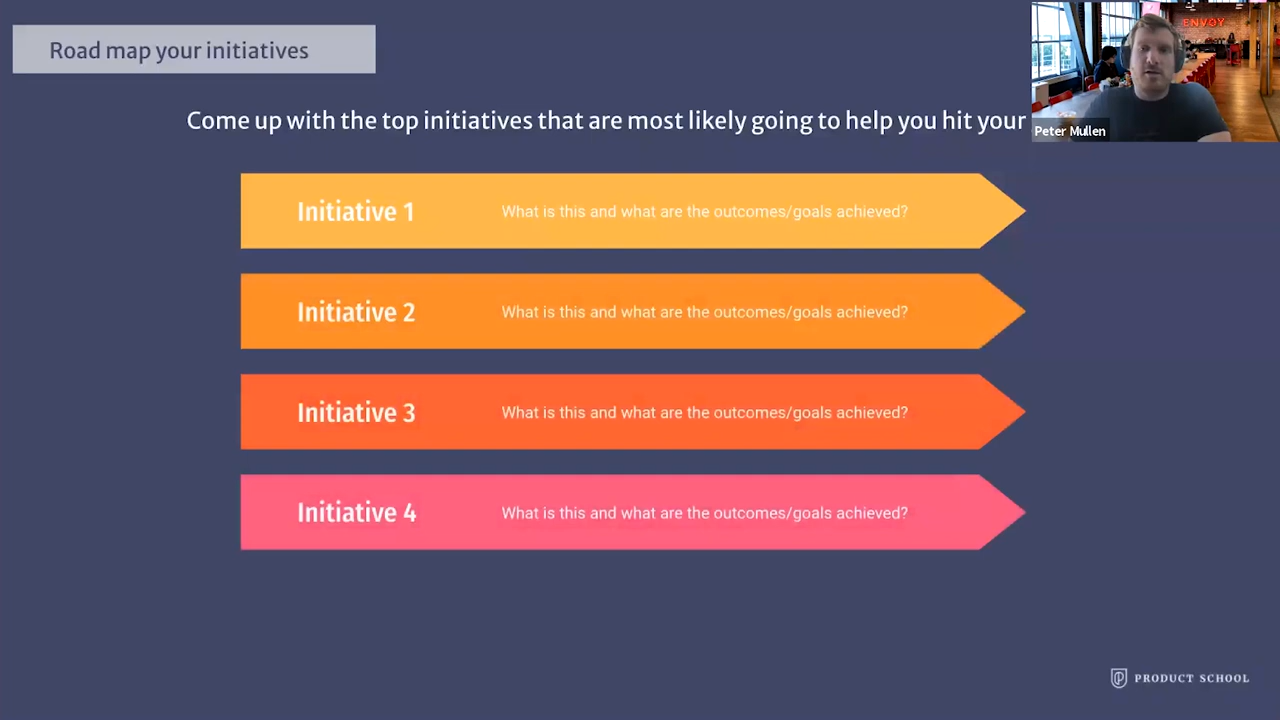 Road map your initiatives
ENVOY
Peter Mullen
Come up with the top initiatives that are most likely going to help you hit your
Initiative 1 What is this and what are the outcomes/goals achieved?
Initiative 2 What is this and what are the outcomes/goals achieved?
Initiative 3 What is this and what are the outcomes/goals achieved?
Initiative 4 What is this and what are the outcomes/goals achieved?
PRODUCT SCHOOL